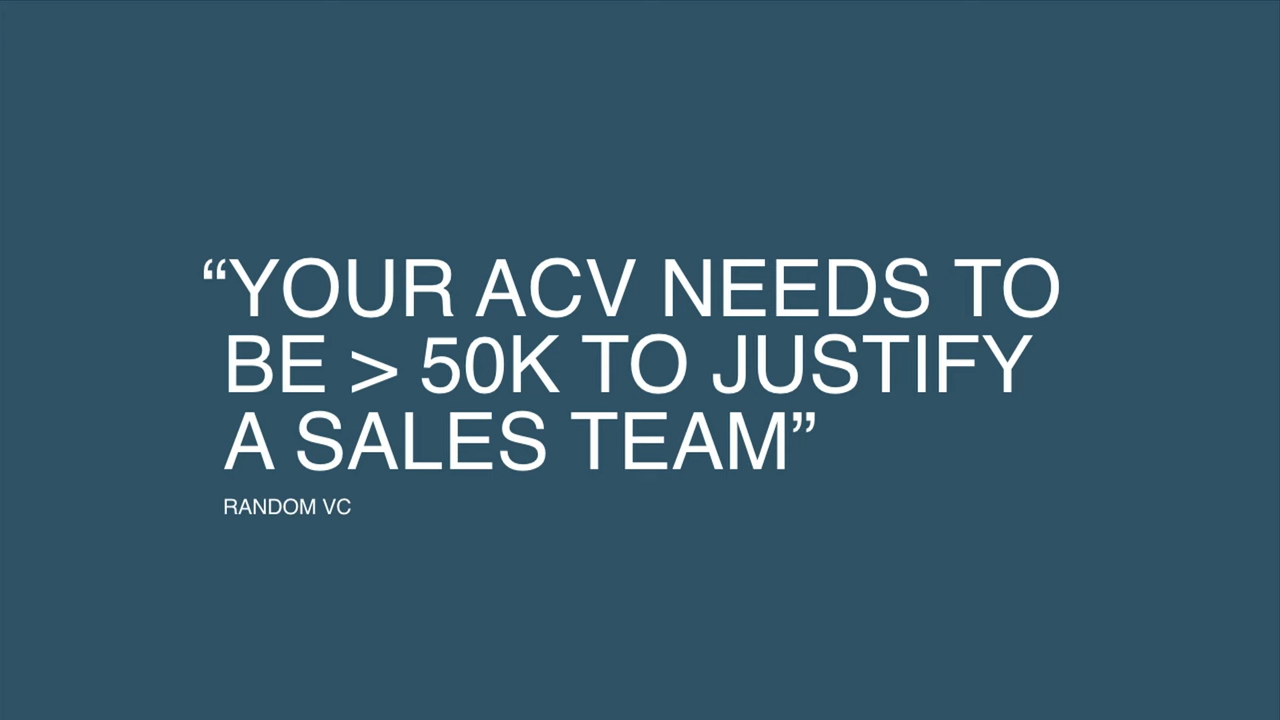 “YOUR ACV NEEDS TO
BE > 50K TO JUSTIFY
A SALES TEAM”
RANDOM VC